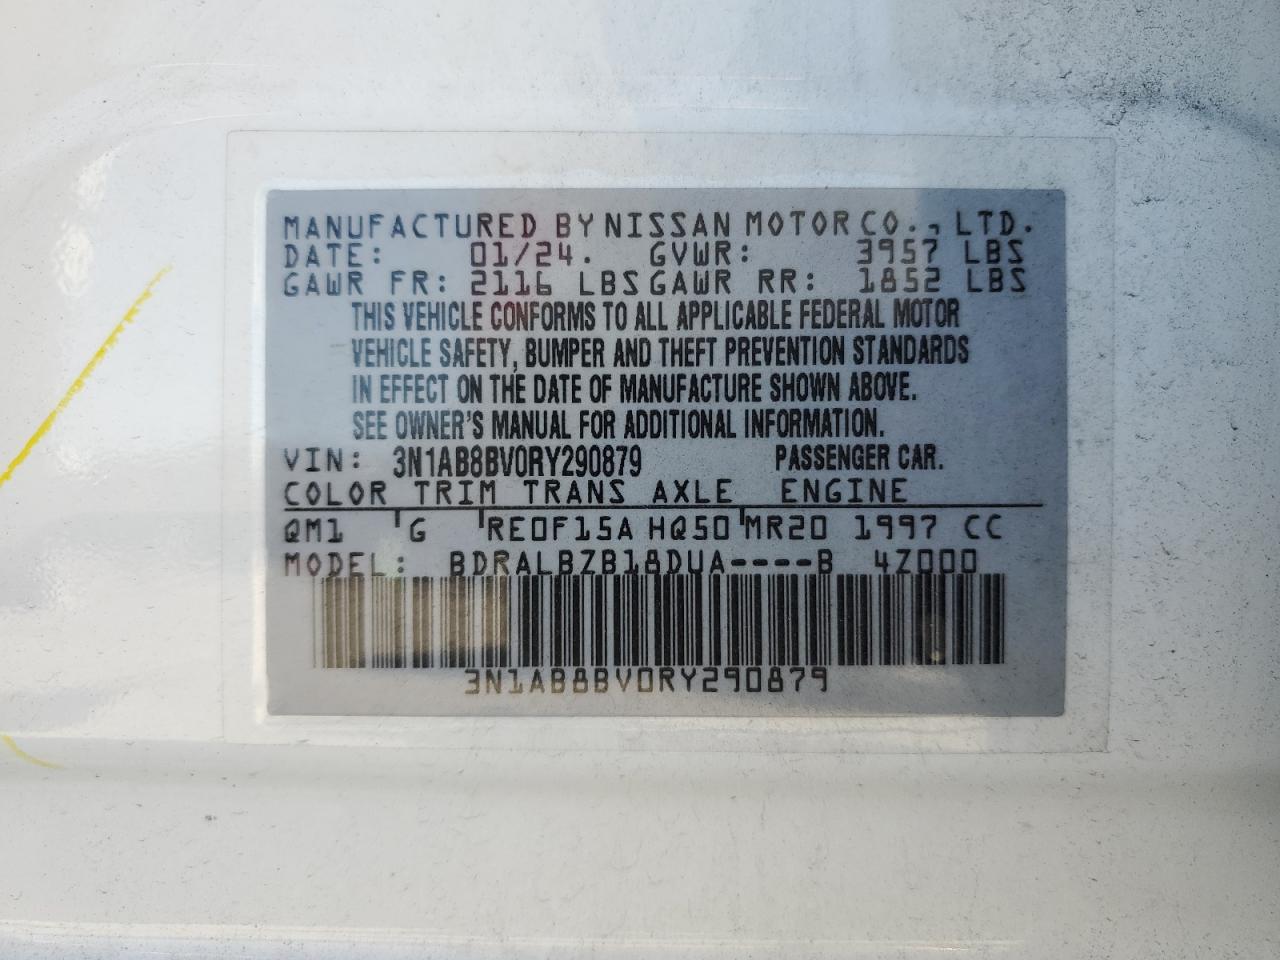 MANUFACTURED BY NISSAN MOTOR CO., LTD.
DATE: 01/24. GVWR: 3957 LBS
GAWR FR: 2116 LBS GAWR RR: 1852 LBS
THIS VEHICLE CONFORMS TO ALL APPLICABLE FEDERAL MOTOR
VEHICLE SAFETY, BUMPER AND THEFT PREVENTION STANDARDS
IN EFFECT ON THE DATE OF MANUFACTURE SHOWN ABOVE.
SEE OWNER'S MANUAL FOR ADDITIONAL INFORMATION.
VIN: 3N1AB8BV0RY290879 PASSENGER CAR.
COLOR TRIM TRANS AXLE ENGINE
QM1 G RE0F15A HQ50 MR20 1997 CC
MODEL: BDRALBZB18DUA----B 4Z000
3N1AB8BV0RY290879